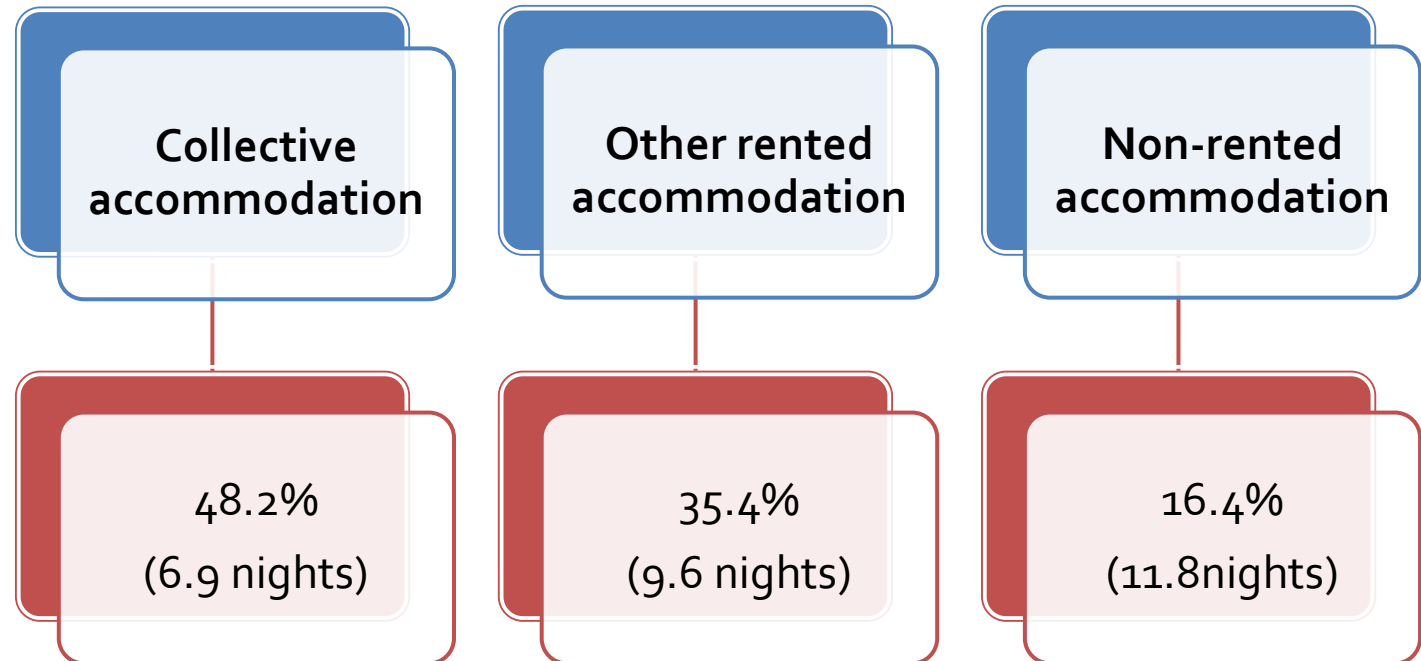 Collective
accommodation
Other rented
accommodation
Non-rented
accommodation
48.2%
(6.9 nights)
35.4%
(9.6 nights)
16.4%
(11.8nights)